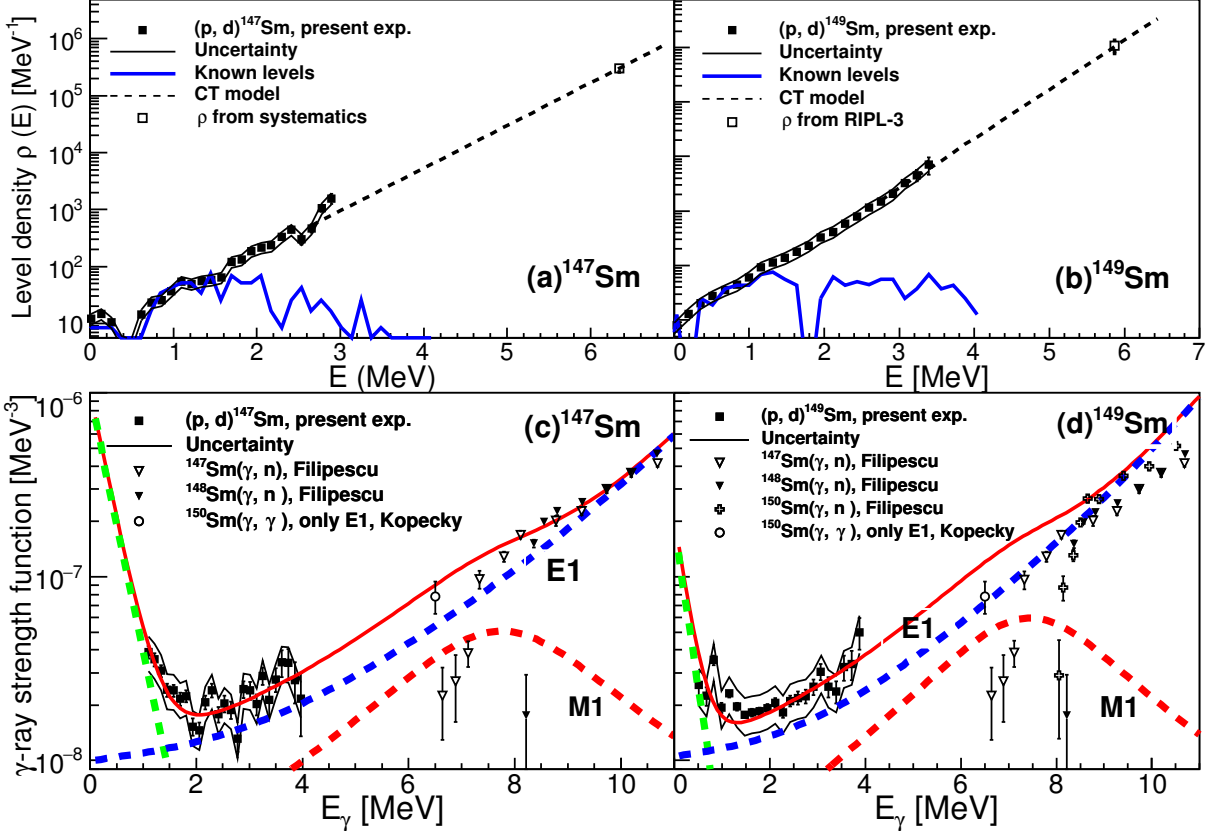 Level density ρ (E) [MeV⁻¹]
10⁶
10⁵
10⁴
10³
10²
10
(p, d)¹⁴⁷Sm, present exp.
Uncertainty
Known levels
CT model
ρ from systematics
(a)¹⁴⁷Sm
0 1 2 3 4 5 6
E (MeV)
(p, d)¹⁴⁹Sm, present exp.
Uncertainty
Known levels
CT model
ρ from RIPL-3
(b)¹⁴⁹Sm
0 1 2 3 4 5 6 7
E [MeV]
γ-ray strength function [MeV⁻³]
10⁻⁶
10⁻⁷
10⁻⁸
(p, d)¹⁴⁷Sm, present exp.
Uncertainty
¹⁴⁷Sm(γ, n), Filipescu
¹⁴⁸Sm(γ, n ), Filipescu
¹⁵⁰Sm(γ, γ ), only E1, Kopecky
(c)¹⁴⁷Sm
E1
M1
0 2 4 6 8 10
E_γ [MeV]
(p, d)¹⁴⁹Sm, present exp.
Uncertainty
¹⁴⁷Sm(γ, n), Filipescu
¹⁴⁸Sm(γ, n ), Filipescu
¹⁵⁰Sm(γ, n ), Filipescu
¹⁵⁰Sm(γ, γ ), only E1, Kopecky
(d)¹⁴⁹Sm
E1
M1
0 2 4 6 8 10
E_γ [MeV]